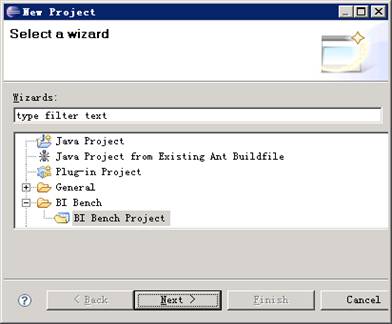 New Project
Select a wizard
Wizards:
type filter text
Java Project
Java Project from Existing Ant Buildfile
Plug-in Project
General
BI Bench
BI Bench Project
?
< Back
Next >
Finish
Cancel